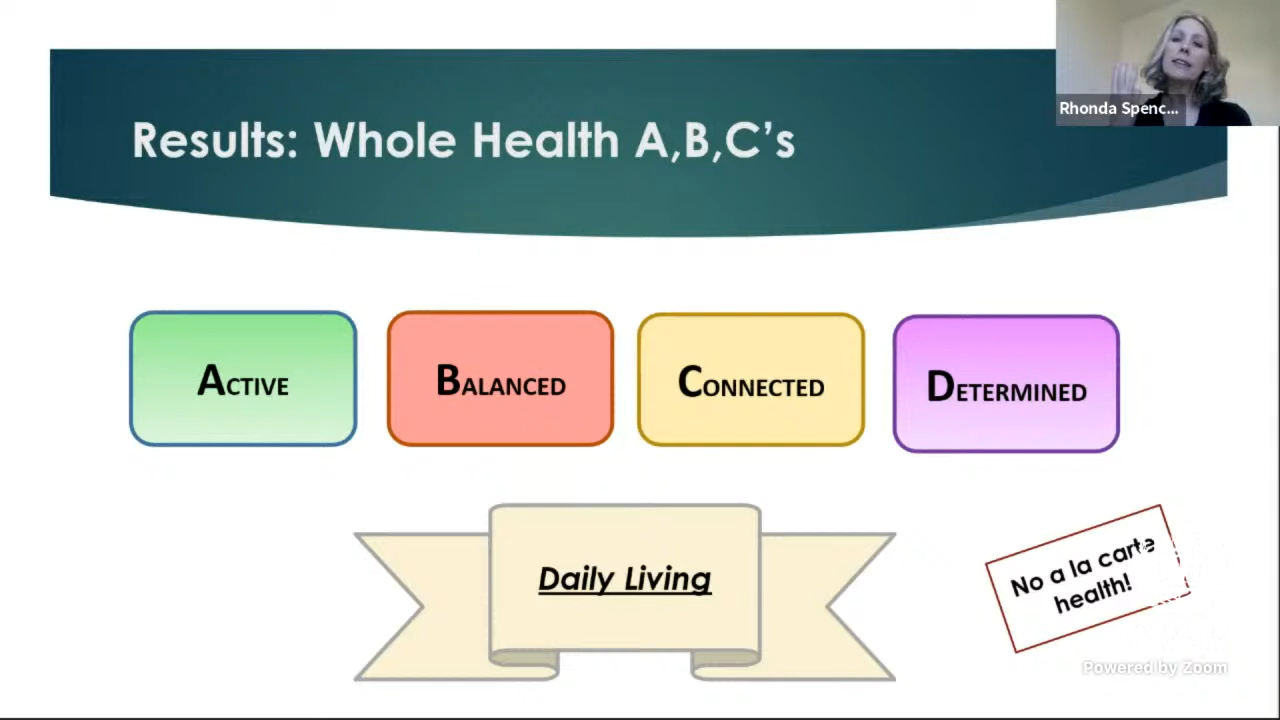 Rhonda Spenc...
Results: Whole Health A,B,C's
ACTIVE
BALANCED
CONNECTED
DETERMINED
Daily Living
No a la carte
health!
Powered by Zoom